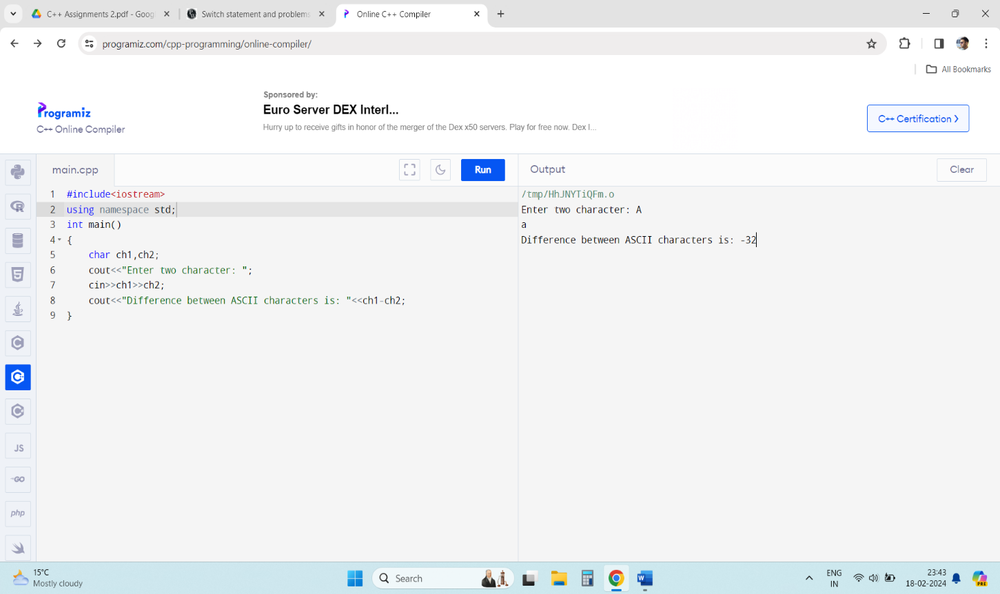 C++ Assignments 2.pdf - Goog
Switch statement and problems
Online C++ Compiler
programiz.com/cpp-programming/online-compiler/
All Bookmarks
Programiz
C++ Online Compiler
Sponsored by:
Euro Server DEX Interl...
Hurry up to receive gifts in honor of the merger of the Dex x50 servers. Play for free now. Dex I...
C++ Certification >
main.cpp
Run
Output
Clear
1 #include<iostream>
2 using namespace std;
3 int main()
4 {
5 char ch1,ch2;
6 cout<<"Enter two character: ";
7 cin>>ch1>>ch2;
8 cout<<"Difference between ASCII characters is: "<<ch1-ch2;
9 }
/tmp/HhJNYTiQFm.o
Enter two character: A
a
Difference between ASCII characters is: -32
R
5
C
C+
C
JS
GO
php
15°C
Mostly cloudy
Search
W
ENG
IN
23:43
18-02-2024
PRE